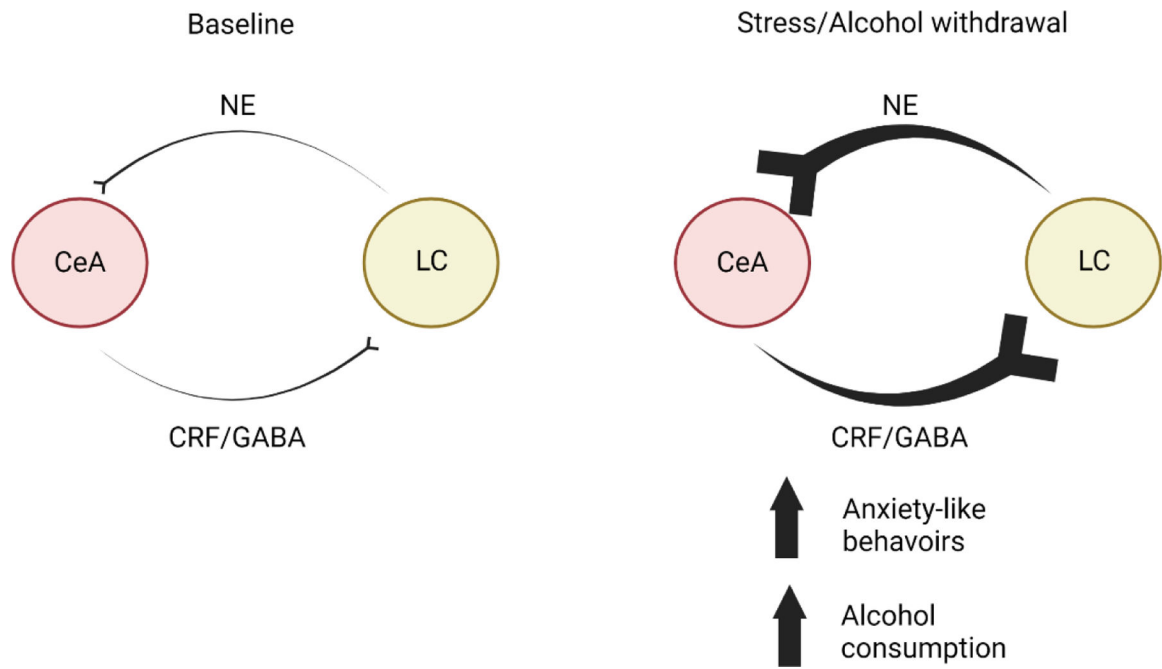 Baseline
NE
CeA
LC
CRF/GABA
Stress/Alcohol withdrawal
NE
CeA
LC
CRF/GABA
Anxiety-like
behavoirs
Alcohol
consumption